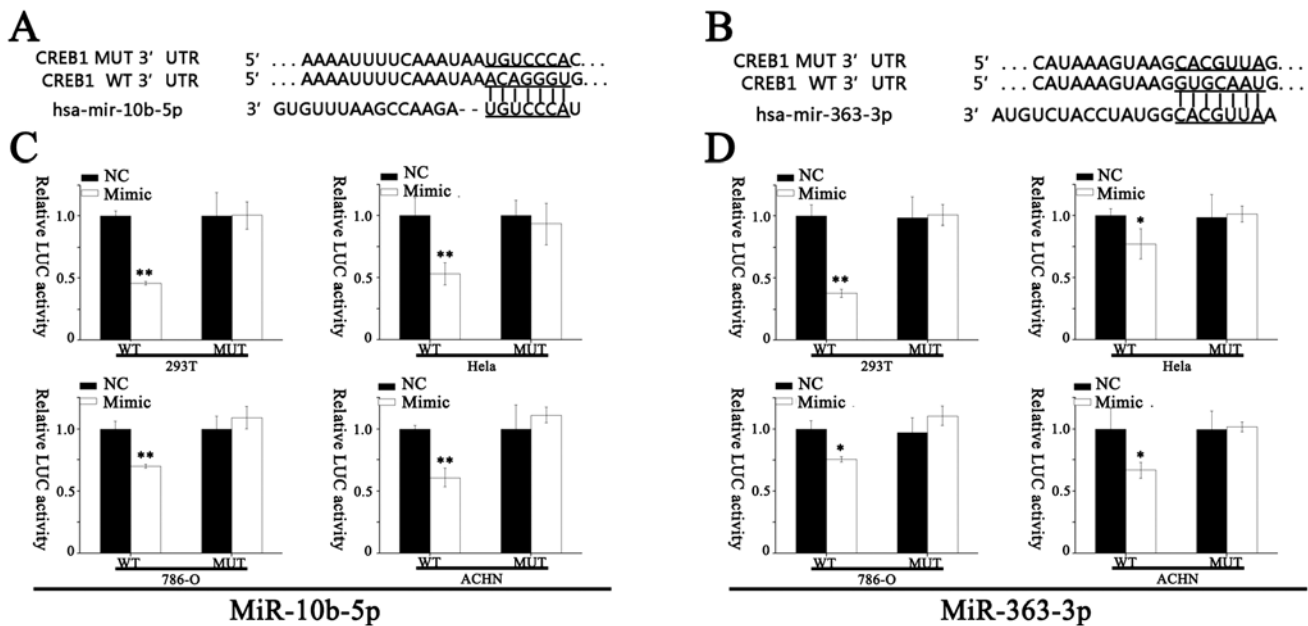 A
CREB1 MUT 3′ UTR 5′ ... AAAAUUUUCAAAUAAUGUCCCAC...
CREB1 WT 3′ UTR 5′ ... AAAAUUUUCAAAUAAACAGGGUG...
hsa-mir-10b-5p 3′ GUGUUUAAGCCAAGA--UGUCCCAU
B
CREB1 MUT 3′ UTR 5′ ... CAUAAAGUAAGCACGUUAG...
CREB1 WT 3′ UTR 5′ ... CAUAAAGUAAGGUGCAAUG...
hsa-mir-363-3p 3′ AUGUCUACCUAUGGCACGUUAA
C
Relative LUC activity
NC
Mimic
1.0
0.5
0
**
WT MUT
293T
Relative LUC activity
NC
Mimic
1.0
0.5
0
**
WT MUT
Hela
Relative LUC activity
NC
Mimic
1.0
0.5
0
**
WT MUT
786-O
Relative LUC activity
NC
Mimic
1.0
0.5
0
**
WT MUT
ACHN
MiR-10b-5p
D
Relative LUC activity
NC
Mimic
1.0
0.5
0
**
WT MUT
293T
Relative LUC activity
NC
Mimic
1.0
0.5
0
*
WT MUT
Hela
Relative LUC activity
NC
Mimic
1.0
0.5
0
*
WT MUT
786-O
Relative LUC activity
NC
Mimic
1.0
0.5
0
*
WT MUT
ACHN
MiR-363-3p